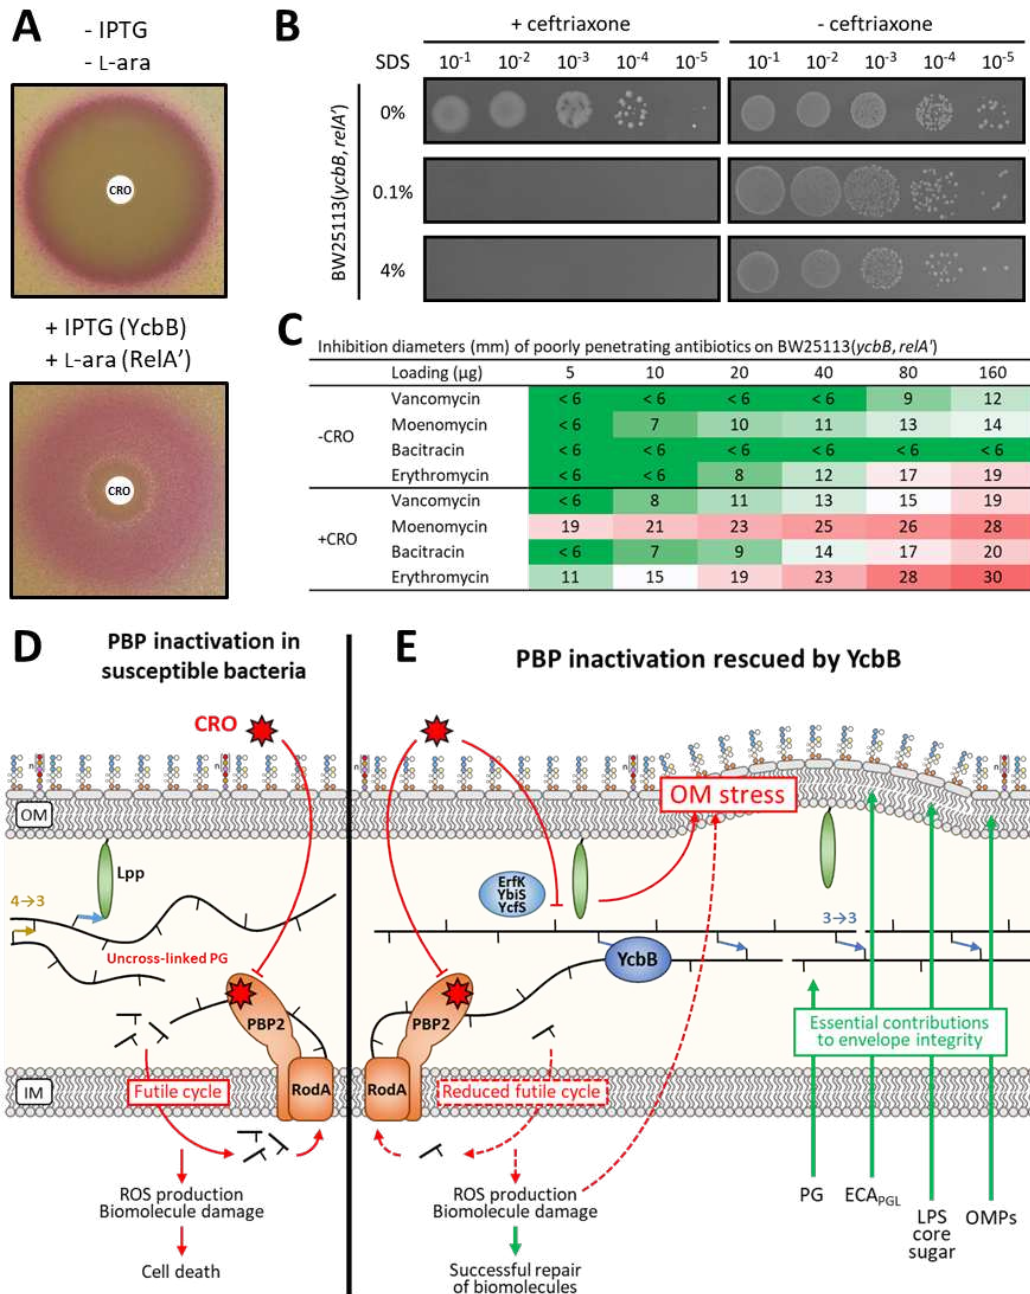 A
- IPTG
- L-ara
CRO
+ IPTG (YcbB)
+ L-ara (RelA')
CRO
B
+ ceftriaxone
- ceftriaxone
SDS 10-1 10-2 10-3 10-4 10-5 10-1 10-2 10-3 10-4 10-5
BW25113(ycbB, relA')
0%
0.1%
4%
C
Inhibition diameters (mm) of poorly penetrating antibiotics on BW25113(ycbB, relA')
Loading (µg) 5 10 20 40 80 160
-CRO
Vancomycin < 6 < 6 < 6 < 6 9 12
Moenomycin < 6 7 10 11 13 14
Bacitracin < 6 < 6 < 6 < 6 < 6 < 6
Erythromycin < 6 < 6 8 12 17 19
+CRO
Vancomycin < 6 8 11 13 15 19
Moenomycin 19 21 23 25 26 28
Bacitracin < 6 7 9 14 17 20
Erythromycin 11 15 19 23 28 30
D
PBP inactivation in
susceptible bacteria
CRO
n
n
OM
Lpp
4→3
Uncross-linked PG
PBP2
RodA
IM
Futile cycle
ROS production
Biomolecule damage
Cell death
E
PBP inactivation rescued by YcbB
n
n
n
n
OM stress
ErfK
YbiS
YcfS
3→3
YcbB
PBP2
RodA
Essential contributions
to envelope integrity
Reduced futile cycle
ROS production
Biomolecule damage
Successful repair
of biomolecules
PG
ECAPGL
LPS
core
sugar
OMPs